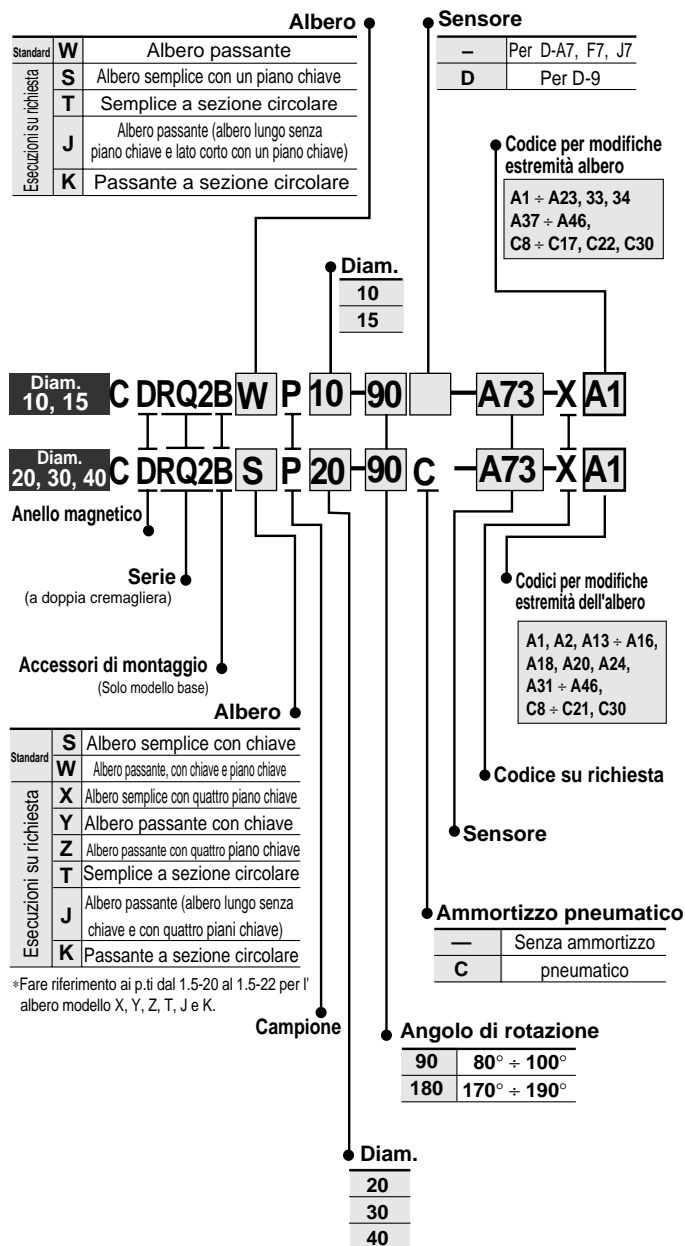 Albero
Standard W Albero passante
Esecuzioni su richiesta
S Albero semplice con un piano chiave
T Semplice a sezione circolare
J Albero passante (albero lungo senza
piano chiave e lato corto con un piano chiave)
K Passante a sezione circolare
Sensore
– Per D-A7, F7, J7
D Per D-9
Codice per modifiche
estremità albero
A1 ÷ A23, 33, 34
A37 ÷ A46,
C8 ÷ C17, C22, C30
Diam.
10
15
Diam.
10, 15
C DRQ2B W P 10-90 -A73-X A1
Diam.
20, 30, 40
C DRQ2B S P 20-90 C -A73-X A1
Anello magnetico
Serie
(a doppia cremagliera)
Accessori di montaggio
(Solo modello base)
Albero
Standard
S Albero semplice con chiave
W Albero passante, con chiave e piano chiave
Esecuzioni su richiesta
X Albero semplice con quattro piano chiave
Y Albero passante con chiave
Z Albero passante con quattro piano chiave
T Semplice a sezione circolare
J Albero passante (albero lungo senza
chiave e con quattro piani chiave)
K Passante a sezione circolare
*Fare riferimento ai p.ti dal 1.5-20 al 1.5-22 per l'
albero modello X, Y, Z, T, J e K.
Campione
Codici per modifiche
estremità dell'albero
A1, A2, A13 ÷ A16,
A18, A20, A24,
A31 ÷ A46,
C8 ÷ C21, C30
Codice su richiesta
Sensore
Ammortizzo pneumatico
— Senza ammortizzo
C pneumatico
Angolo di rotazione
90 80° ÷ 100°
180 170° ÷ 190°
Diam.
20
30
40